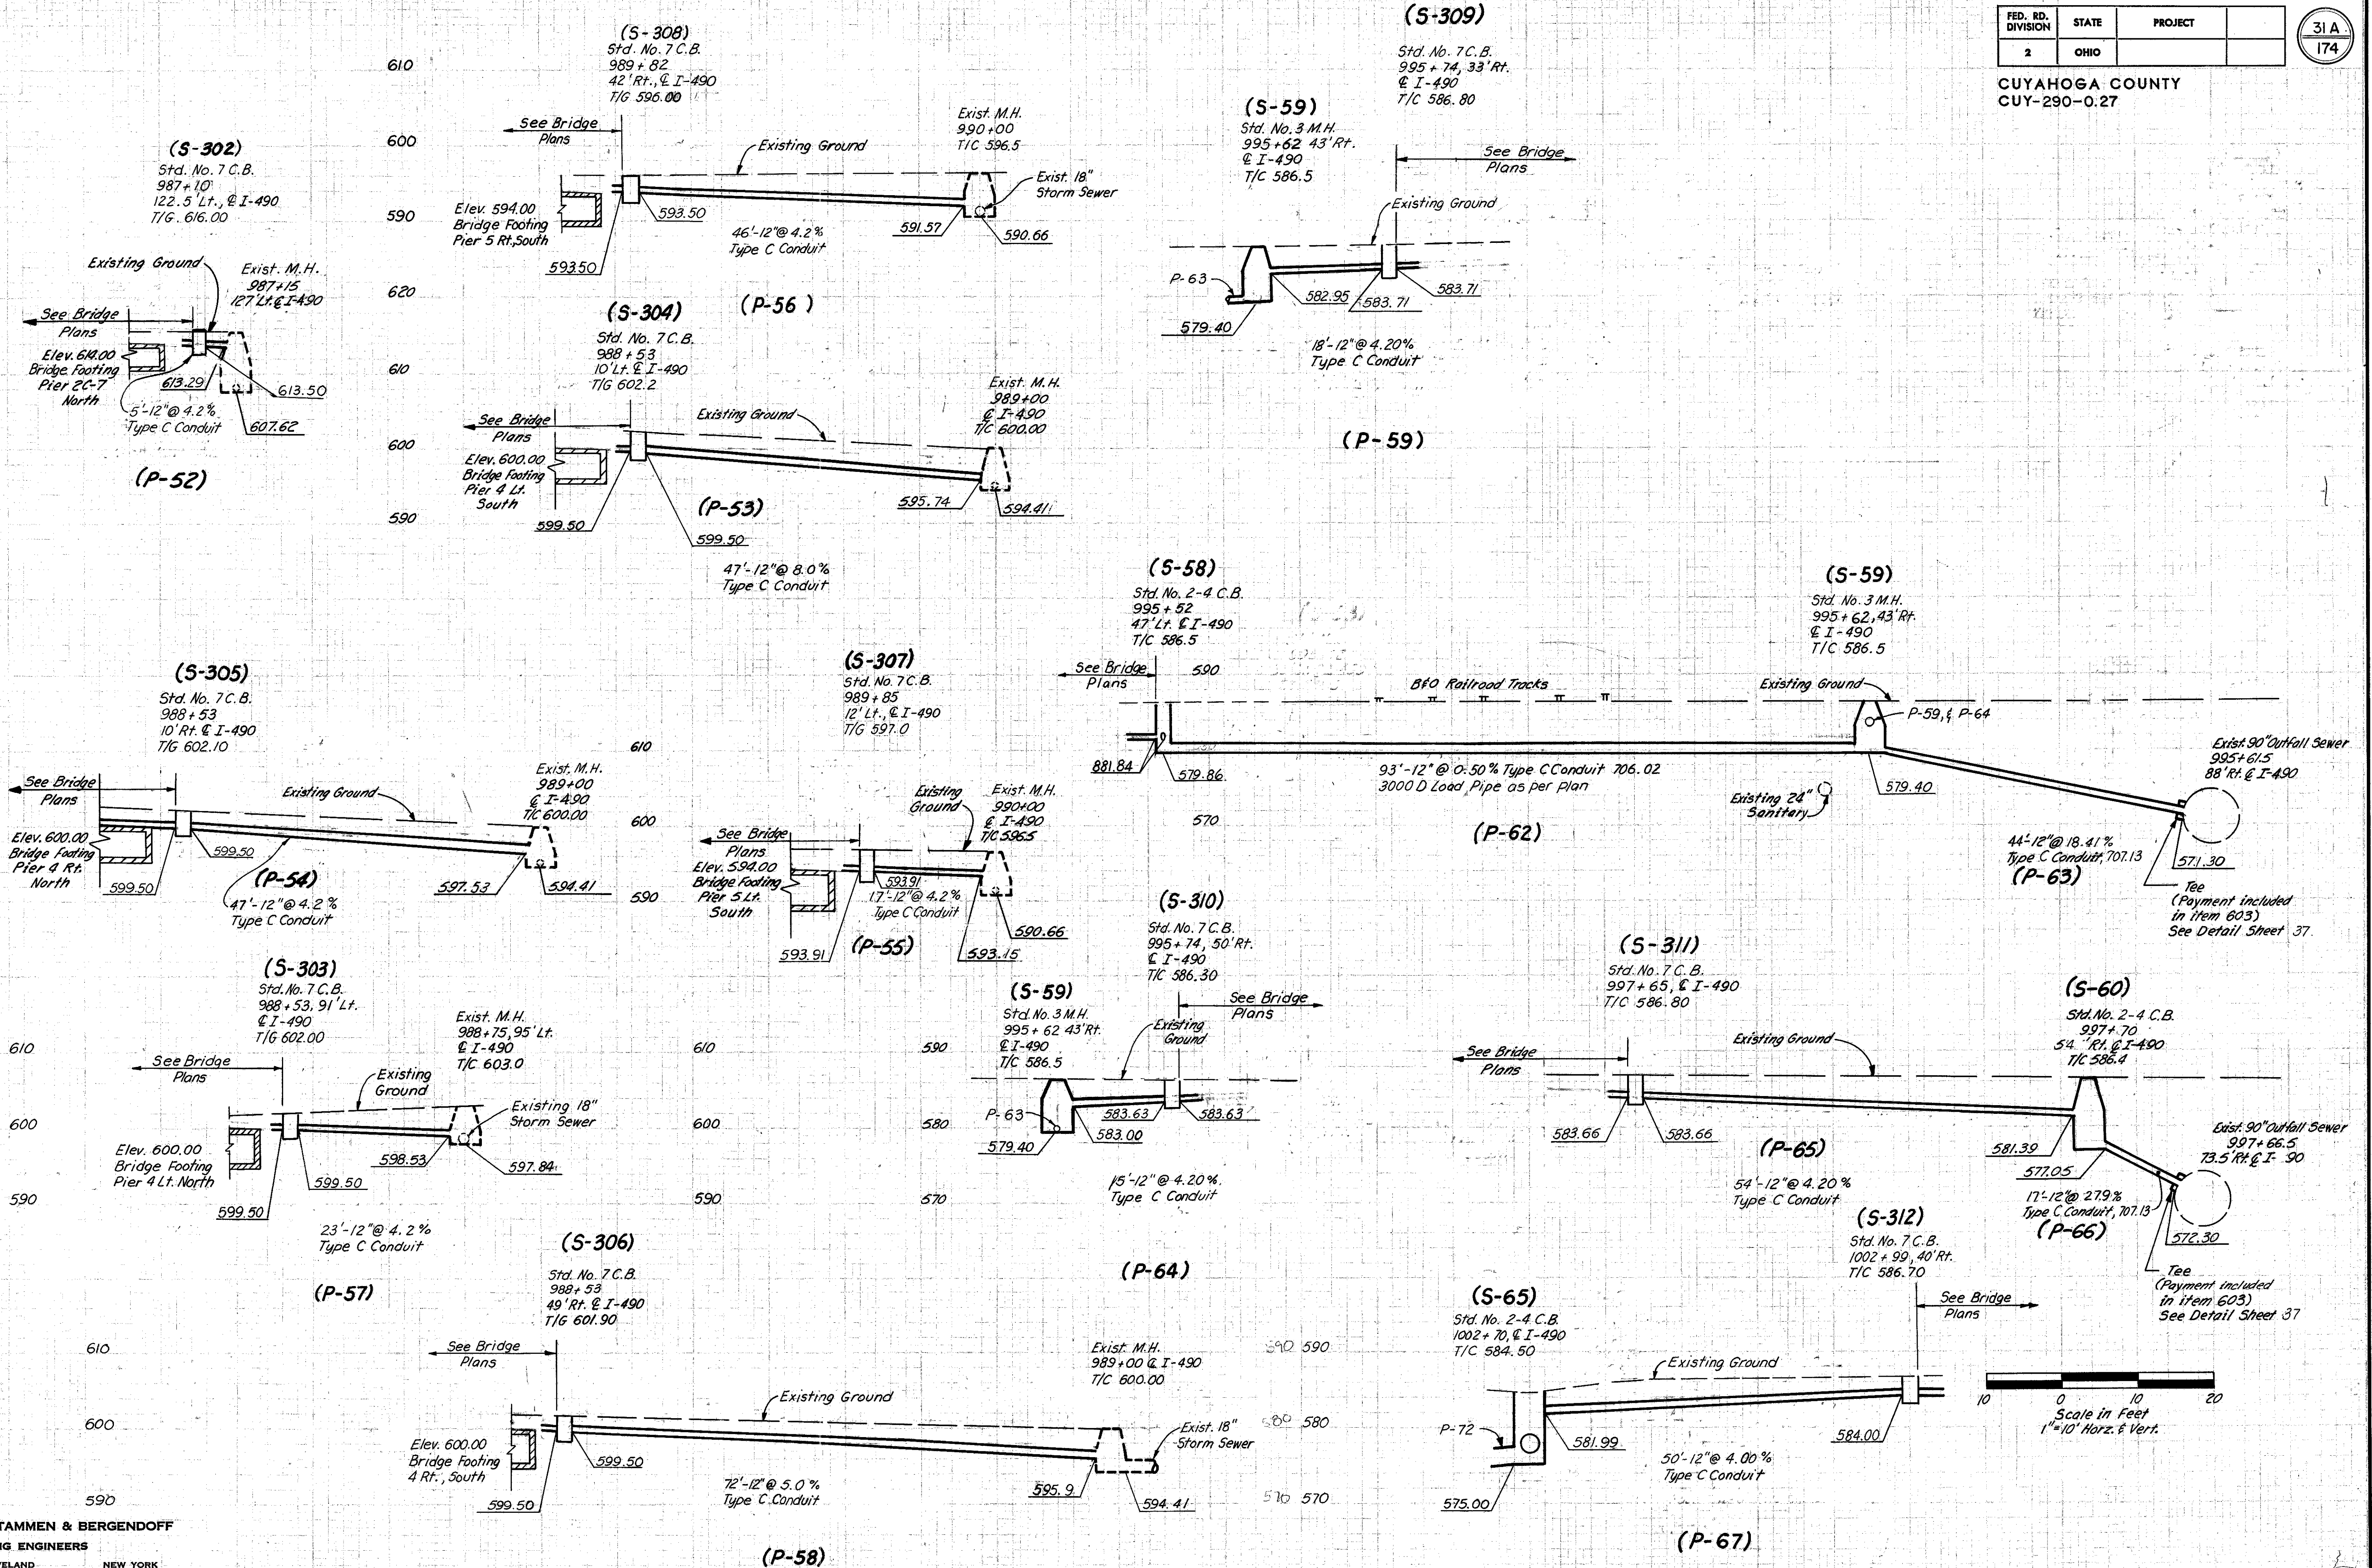 FED. RD. DIVISION STATE PROJECT
2 OHIO
31 A
174
CUYAHOGA COUNTY
CUY-290-0.27
(S-302)
Std. No. 7 C.B.
987+10
122.5' Lt., ℄ I-490
T/G. 616.00
Existing Ground
Exist. M.H.
987+15
127' Lt. ℄ I-490
See Bridge
Plans
Elev. 614.00
Bridge Footing
Pier 2C-7
North
613.29
613.50
5'-12" @ 4.2%
Type C Conduit
607.62
(P-52)
610
600
590
(S-308)
Std. No. 7 C.B.
989+82
42' Rt., ℄ I-490
T/G 596.00
See Bridge
Plans
Existing Ground
Exist. M.H.
990+00
T/C 596.5
Exist. 18"
Storm Sewer
Elev. 594.00
Bridge Footing
Pier 5 Rt., South
593.50
593.50
46'-12" @ 4.2%
Type C Conduit
591.57
590.66
(P-56)
620
610
600
590
(S-304)
Std. No. 7 C.B.
988+53
10' Lt. ℄ I-490
T/G 602.2
See Bridge
Plans
Existing Ground
Exist. M.H.
989+00
℄ I-490
T/C 600.00
Elev. 600.00
Bridge Footing
Pier 4 Lt.
South
599.50
599.50
595.74
594.41
(P-53)
47'-12" @ 8.0%
Type C Conduit
(S-309)
Std. No. 7 C.B.
995+74, 33' Rt.
℄ I-490
T/C 586.80
(S-59)
Std. No. 3 M.H.
995+62 43' Rt.
℄ I-490
T/C 586.5
See Bridge
Plans
Existing Ground
P-63
582.95
583.71
583.71
579.40
18'-12" @ 4.20%
Type C Conduit
(P-59)
(S-58)
Std. No. 2-4 C.B.
995+52
47' Lt. ℄ I-490
T/C 586.5
See Bridge
Plans
590
B&O Railroad Tracks
(S-59)
Std. No. 3 M.H.
995+62, 43' Rt.
℄ I-490
T/C 586.5
Existing Ground
P-59, & P-64
881.84
579.86
93'-12" @ 0.50% Type C Conduit 706.02
3000 D Load Pipe as per plan
570
(P-62)
Existing 24"
Sanitary
579.40
Exist. 90" Outfall Sewer
995+61.5
88' Rt. ℄ I-490
44'-12" @ 18.41%
Type C Conduit, 707.13
(P-63)
571.30
Tee
(Payment included
in item 603)
See Detail Sheet 37.
(S-305)
Std. No. 7 C.B.
988+53
10' Rt. ℄ I-490
T/G 602.10
See Bridge
Plans
Existing Ground
Exist. M.H.
989+00
℄ I-490
T/C 600.00
Elev. 600.00
Bridge Footing
Pier 4 Rt.
North
599.50
599.50
597.53
594.41
(P-54)
47'-12" @ 4.2%
Type C Conduit
610
600
590
(S-307)
Std. No. 7 C.B.
989+85
12' Lt., ℄ I-490
T/G 597.0
Existing
Ground
Exist. M.H.
990+00
℄ I-490
T/C 596.5
See Bridge
Plans
Elev. 594.00
Bridge Footing
Pier 5 Lt.
South
593.91
17'-12" @ 4.2%
Type C Conduit
593.91
(P-55)
590.66
593.15
(S-303)
Std. No. 7 C.B.
988+53, 91' Lt.
℄ I-490
T/G 602.00
Exist. M.H.
988+75, 95' Lt.
℄ I-490
T/C 603.0
610
600
590
See Bridge
Plans
Existing
Ground
Existing 18"
Storm Sewer
Elev. 600.00
Bridge Footing
Pier 4 Lt. North
599.50
599.50
598.53
597.84
23'-12" @ 4.2%
Type C Conduit
(P-57)
610
600
590
(S-310)
Std. No. 7 C.B.
995+74, 50' Rt.
℄ I-490
T/C 586.30
(S-59)
Std. No. 3 M.H.
995+62 43' Rt.
℄ I-490
T/C 586.5
590
580
570
See Bridge
Plans
Existing
Ground
P-63
583.63
583.63
583.00
579.40
15'-12" @ 4.20%
Type C Conduit
(P-64)
(S-311)
Std. No. 7 C.B.
997+65, ℄ I-490
T/C 586.80
See Bridge
Plans
Existing Ground
(S-60)
Std. No. 2-4 C.B.
997+70
54' Rt. ℄ I-490
T/C 586.4
583.66
583.66
(P-65)
54'-12" @ 4.20%
Type C Conduit
581.39
577.05
Exist. 90" Outfall Sewer
997+66.5
73.5' Rt. ℄ I- 90
17'-12" @ 27.9%
Type C Conduit, 707.13
(P-66)
572.30
Tee
(Payment included
in item 603)
See Detail Sheet 37
(S-306)
Std. No. 7 C.B.
988+53
49' Rt. ℄ I-490
T/G 601.90
610
600
590
See Bridge
Plans
Existing Ground
Exist. M.H.
989+00 ℄ I-490
T/C 600.00
Exist. 18"
Storm Sewer
Elev. 600.00
Bridge Footing
4 Rt., South
599.50
599.50
72'-12" @ 5.0%
Type C Conduit
595.9
594.41
(P-58)
(S-312)
Std. No. 7 C.B.
1002+99, 40' Rt.
T/C 586.70
(S-65)
Std. No. 2-4 C.B.
1002+70, ℄ I-490
T/C 584.50
See Bridge
Plans
590 590
580 580
570 570
Existing Ground
P-72
581.99
584.00
50'-12" @ 4.00%
Type C Conduit
575.00
(P-67)
10 0 10 20
Scale in Feet
1"=10' Horz. & Vert.
TAMMEN & BERGENDOFF
NG ENGINEERS
VELAND NEW YORK